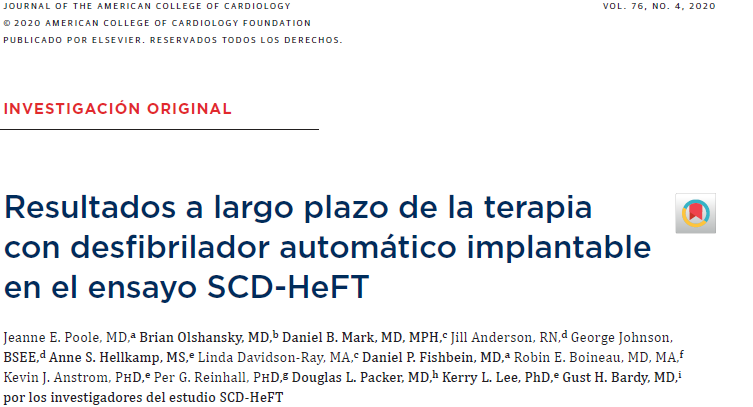 JOURNAL OF THE AMERICAN COLLEGE OF CARDIOLOGY
VOL. 76, NO. 4, 2020
© 2020 AMERICAN COLLEGE OF CARDIOLOGY FOUNDATION
PUBLICADO POR ELSEVIER. RESERVADOS TODOS LOS DERECHOS.
INVESTIGACIÓN ORIGINAL
Resultados a largo plazo de la terapia
con desfibrilador automático implantable
en el ensayo SCD-HeFT
Jeanne E. Poole, MD,a Brian Olshansky, MD,b Daniel B. Mark, MD, MPH,c Jill Anderson, RN,d George Johnson,
BSEE,d Anne S. Hellkamp, MS,e Linda Davidson-Ray, MA,c Daniel P. Fishbein, MD,a Robin E. Boineau, MD, MA,f
Kevin J. Anstrom, PHD,e Per G. Reinhall, PHD,g Douglas L. Packer, MD,h Kerry L. Lee, PhD,e Gust H. Bardy, MD,i
por los investigadores del estudio SCD-HeFT